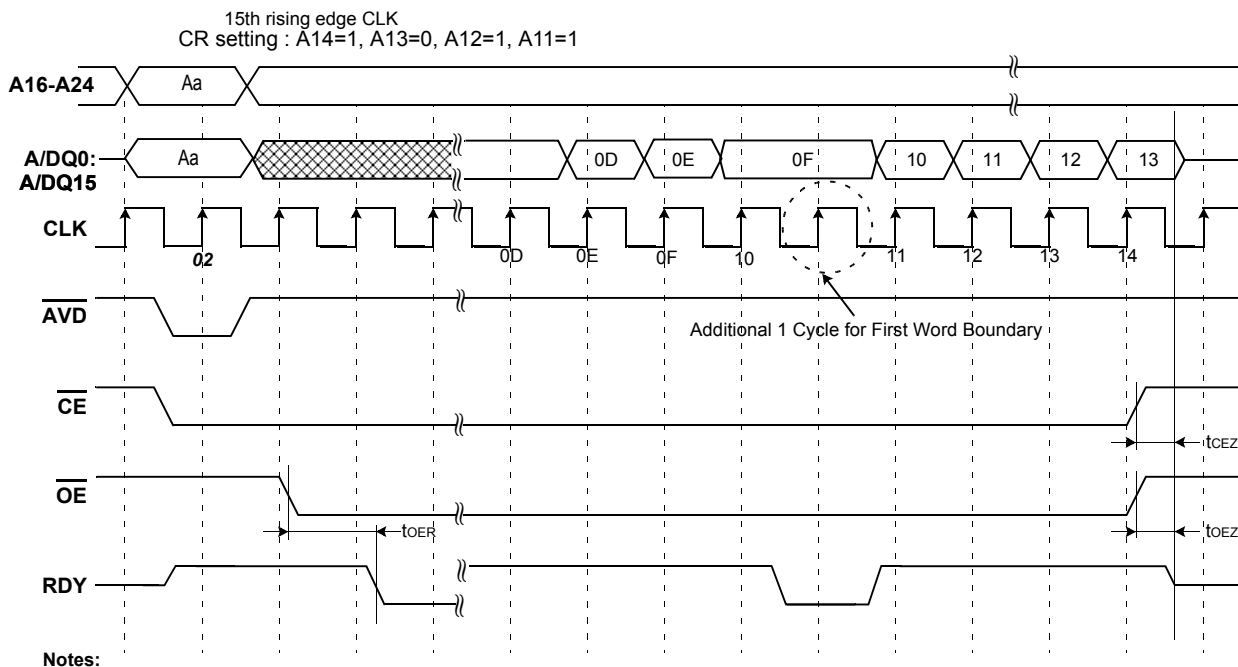 15th rising edge CLK
CR setting : A14=1, A13=0, A12=1, A11=1
A16-A24
Aa
A/DQ0:
A/DQ15
Aa
0D
0E
0F
10
11
12
13
CLK
02
0D
0E
0F
10
11
12
13
14
AVD
Additional 1 Cycle for First Word Boundary
CE
tCEZ
OE
tOER
tOEZ
RDY
Notes: